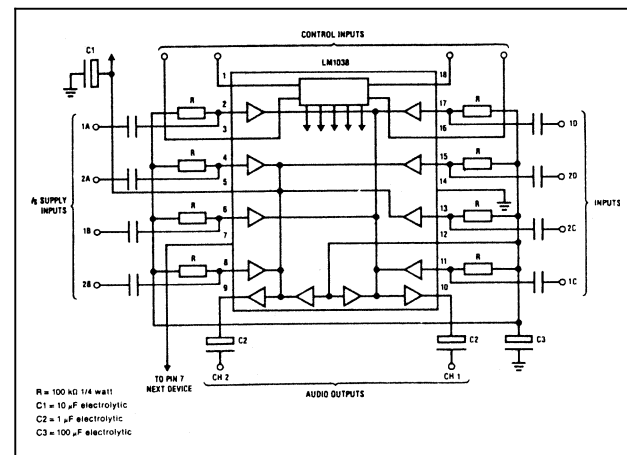 CONTROL INPUTS
LM1038
C1
1
18
R
2
17
R
3
16
1A
1D
4
15
R
R
2A
5
14
2D
VS SUPPLY
INPUTS
INPUTS
R
6
13
R
1B
7
12
2C
R
8
11
R
2B
9
10
1C
C2
C2
C3
TO PIN 7
NEXT DEVICE
CH 2
CH 1
AUDIO OUTPUTS
R = 100 kΩ 1/4 watt
C1 = 10 µF electrolytic
C2 = 1 µF electrolytic
C3 = 100 µF electrolytic